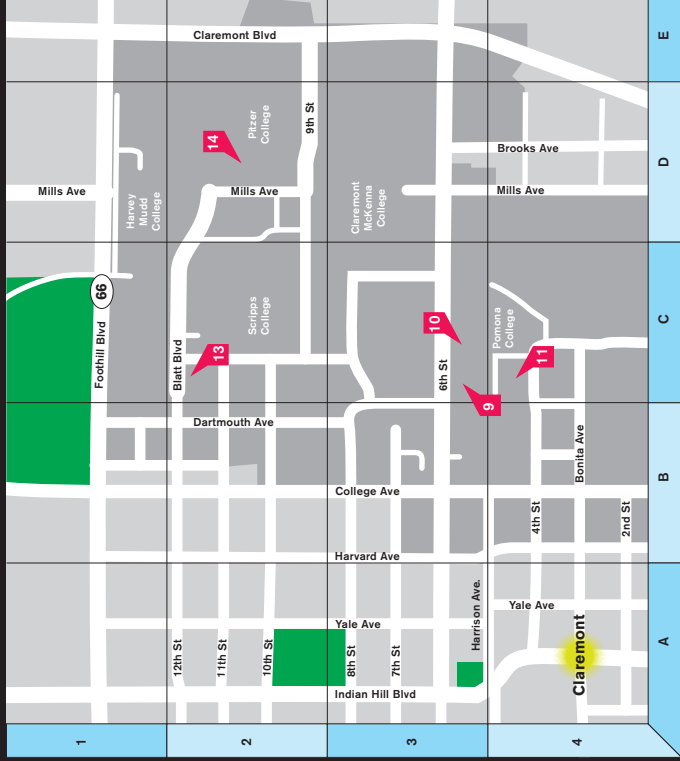 Claremont Blvd
E
9th St
Pitzer
College
14
Brooks Ave
D
Mills Ave
Mills Ave
Mills Ave
Harvey
Mudd
College
Claremont
McKenna
College
66
Foothill Blvd
Scripps
College
Blatt Blvd
13
10
6th St
Pomona
College
11
C
9
Dartmouth Ave
Bonita Ave
B
College Ave
4th St
2nd St
Harvard Ave
Harrison Ave.
Yale Ave
Yale Ave
12th St
11th St
10th St
8th St
7th St
Claremont
A
Indian Hill Blvd
1
2
3
4